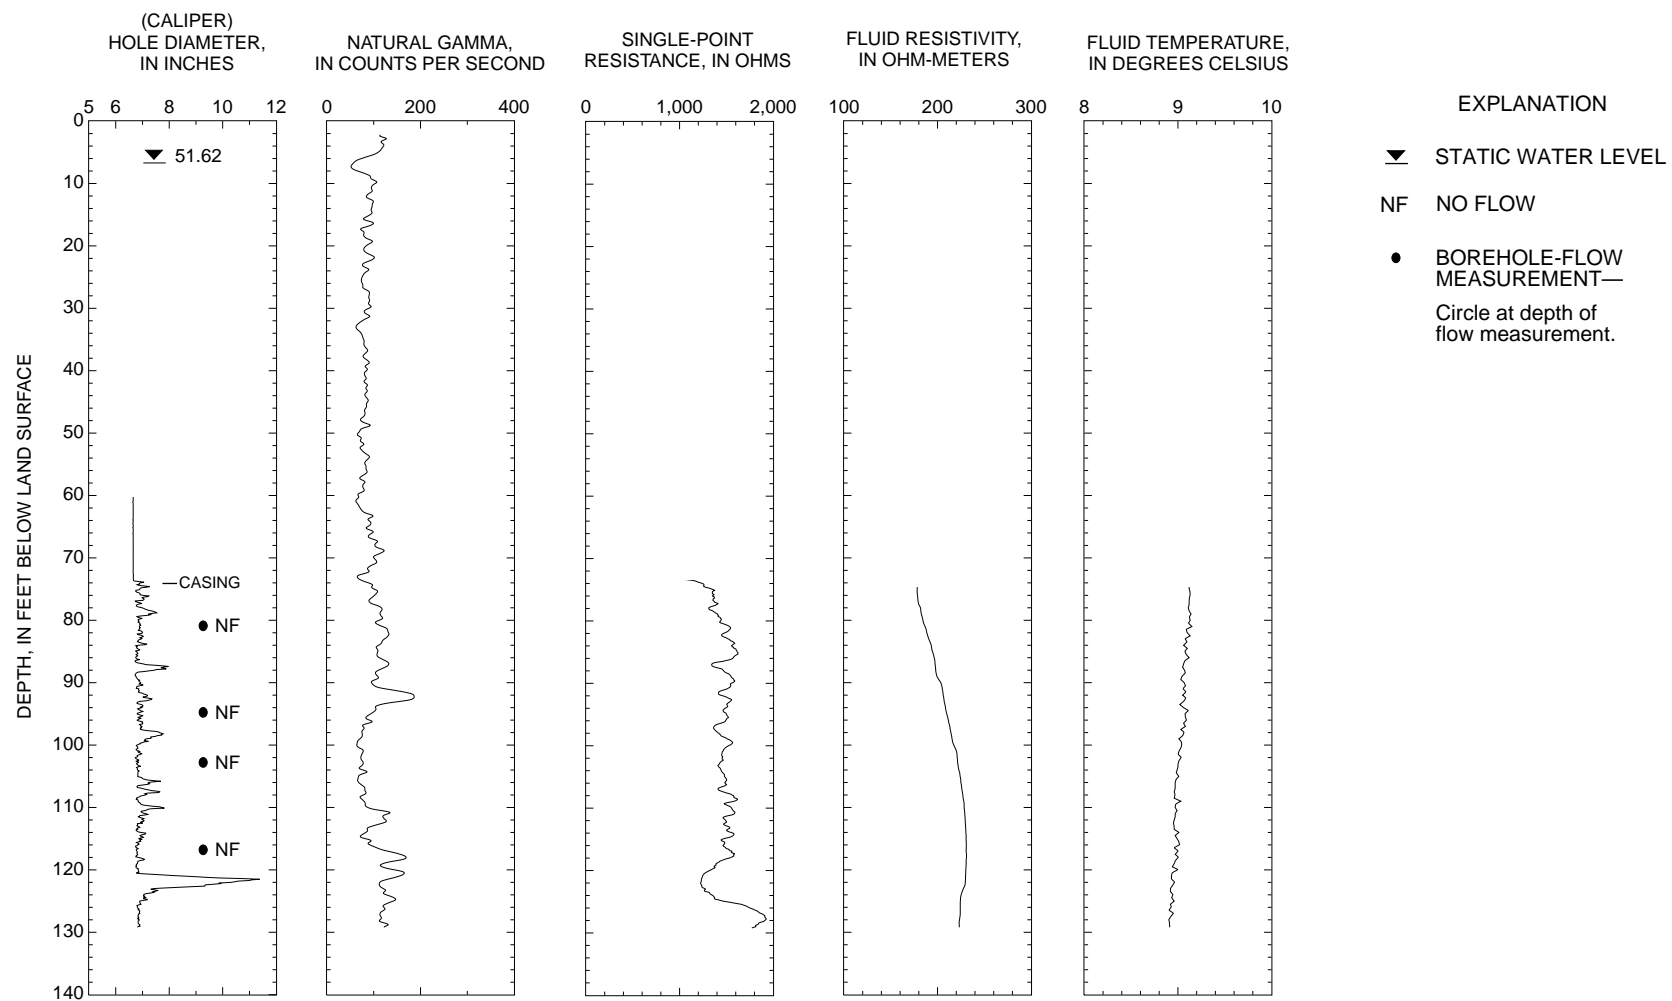 (CALIPER)
HOLE DIAMETER,
IN INCHES
NATURAL GAMMA,
IN COUNTS PER SECOND
SINGLE-POINT
RESISTANCE, IN OHMS
FLUID RESISTIVITY,
IN OHM-METERS
FLUID TEMPERATURE,
IN DEGREES CELSIUS
5 6 8 10 12
0 200 400
0 1,000 2,000
100 200 300
8 9 10
DEPTH, IN FEET BELOW LAND SURFACE
0
10
20
30
40
50
60
70
80
90
100
110
120
130
140
51.62
CASING
NF
NF
NF
NF
EXPLANATION
STATIC WATER LEVEL
NF NO FLOW
BOREHOLE-FLOW
MEASUREMENT—
Circle at depth of
flow measurement.